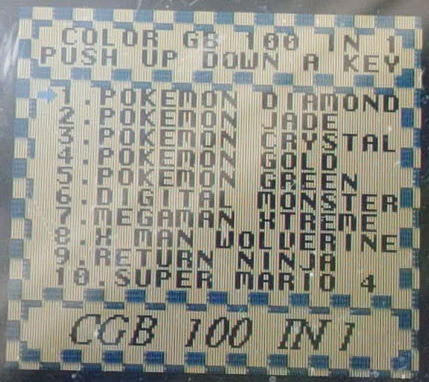 COLOR GB 100 IN 1
PUSH UP DOWN A KEY
1.POKEMON DIAMOND
2.POKEMON JADE
3.POKEMON CRYSTAL
4.POKEMON GOLD
5.POKEMON GREEN
6.DIGITAL MONSTER
7.MEGAMAN XTREME
8.X MAN WOLVERINE
9.RETURN NINJA
10.SUPER MARIO 4
CGB 100 IN 1